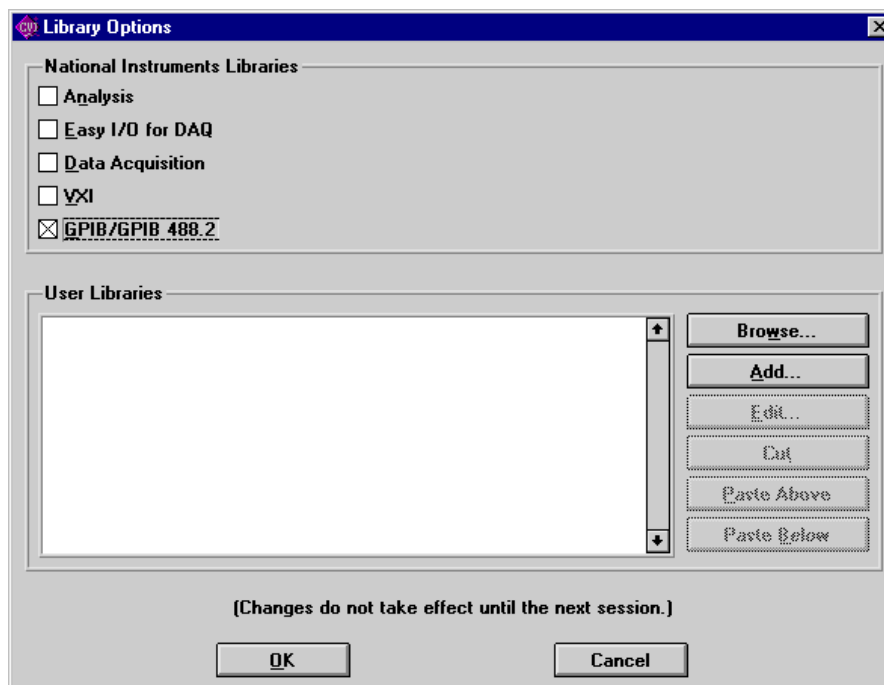 CVI Library Options
National Instruments Libraries
Analysis
Easy I/O for DAQ
Data Acquisition
VXI
GPIB/GPIB 488.2
User Libraries
Browse...
Add...
Edit...
Cut
Paste Above
Paste Below
(Changes do not take effect until the next session.)
OK
Cancel